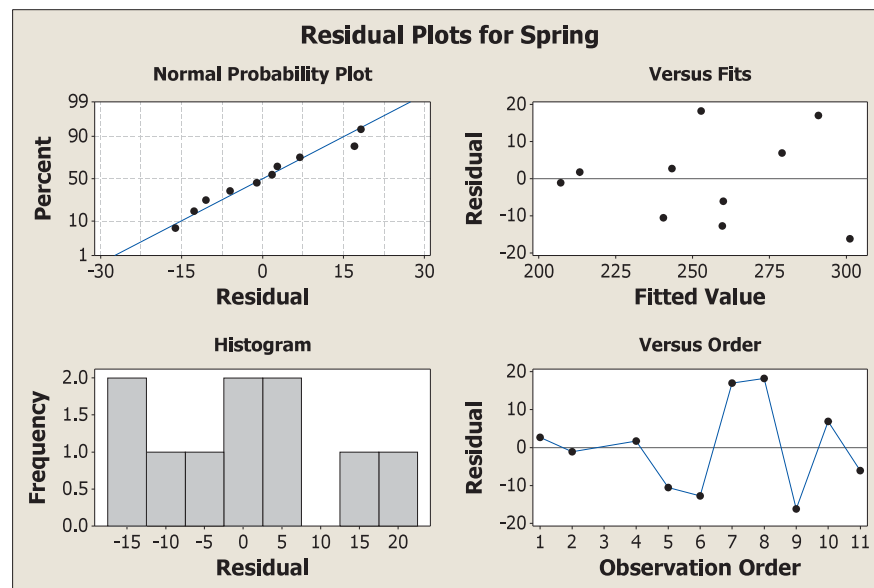 Residual Plots for Spring
Normal Probability Plot
Percent
99
90
50
10
1
-30 -15 0 15 30
Residual
Versus Fits
Residual
20
10
0
-10
-20
200 225 250 275 300
Fitted Value
Histogram
Frequency
2.0
1.5
1.0
0.5
0.0
-15 -10 -5 0 5 10 15 20
Residual
Versus Order
Residual
20
10
0
-10
-20
1 2 3 4 5 6 7 8 9 10 11
Observation Order